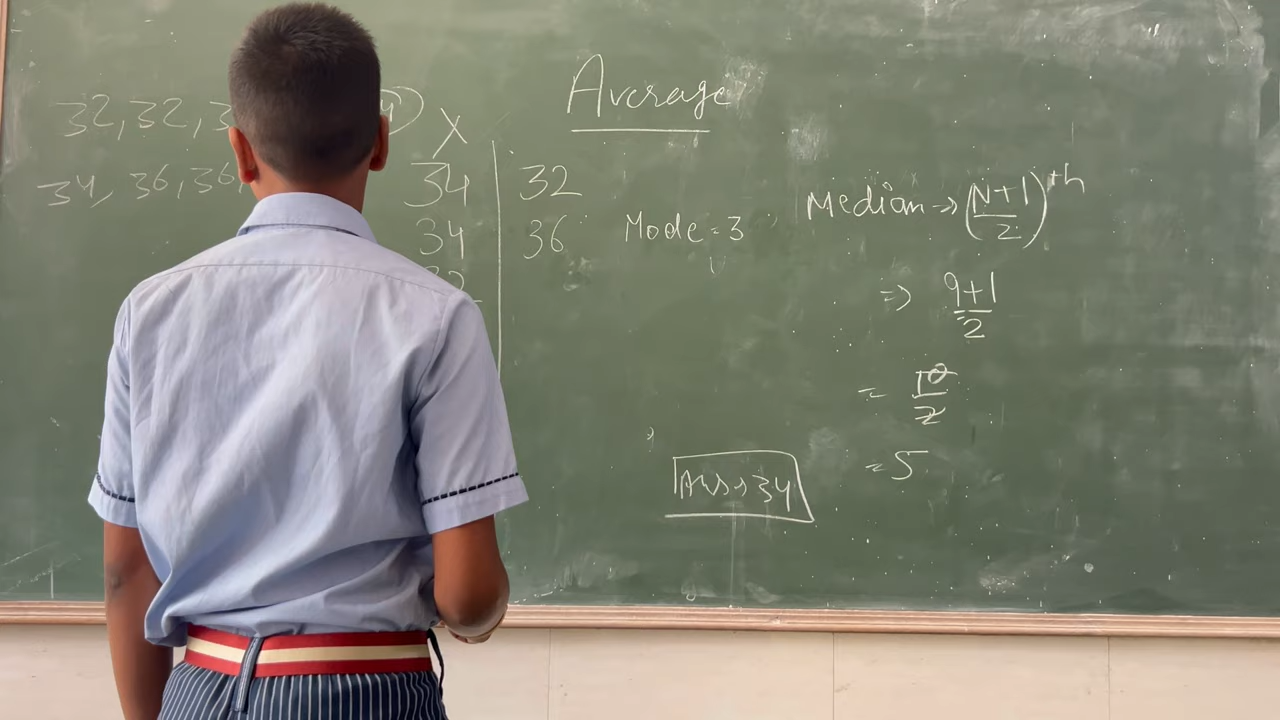 Average
32, 32, 3
34, 36, 36,
X
34 32
34 36
Mode = 3
Median → (N+1/2)th
⇒ 9+1/2
= 10/2
= 5
Ans → 34